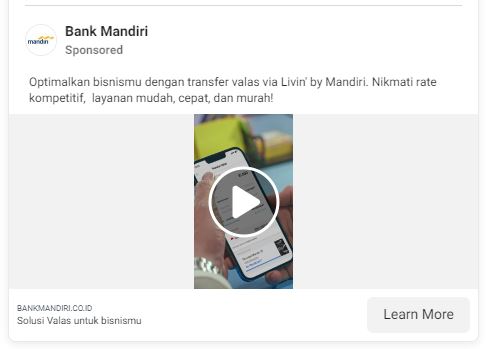 mandiri
Bank Mandiri
Sponsored
Optimalkan bisnismu dengan transfer valas via Livin' by Mandiri. Nikmati rate
kompetitif, layanan mudah, cepat, dan murah!
BANKMANDIRI.CO.ID
Solusi Valas untuk bisnismu
Learn More